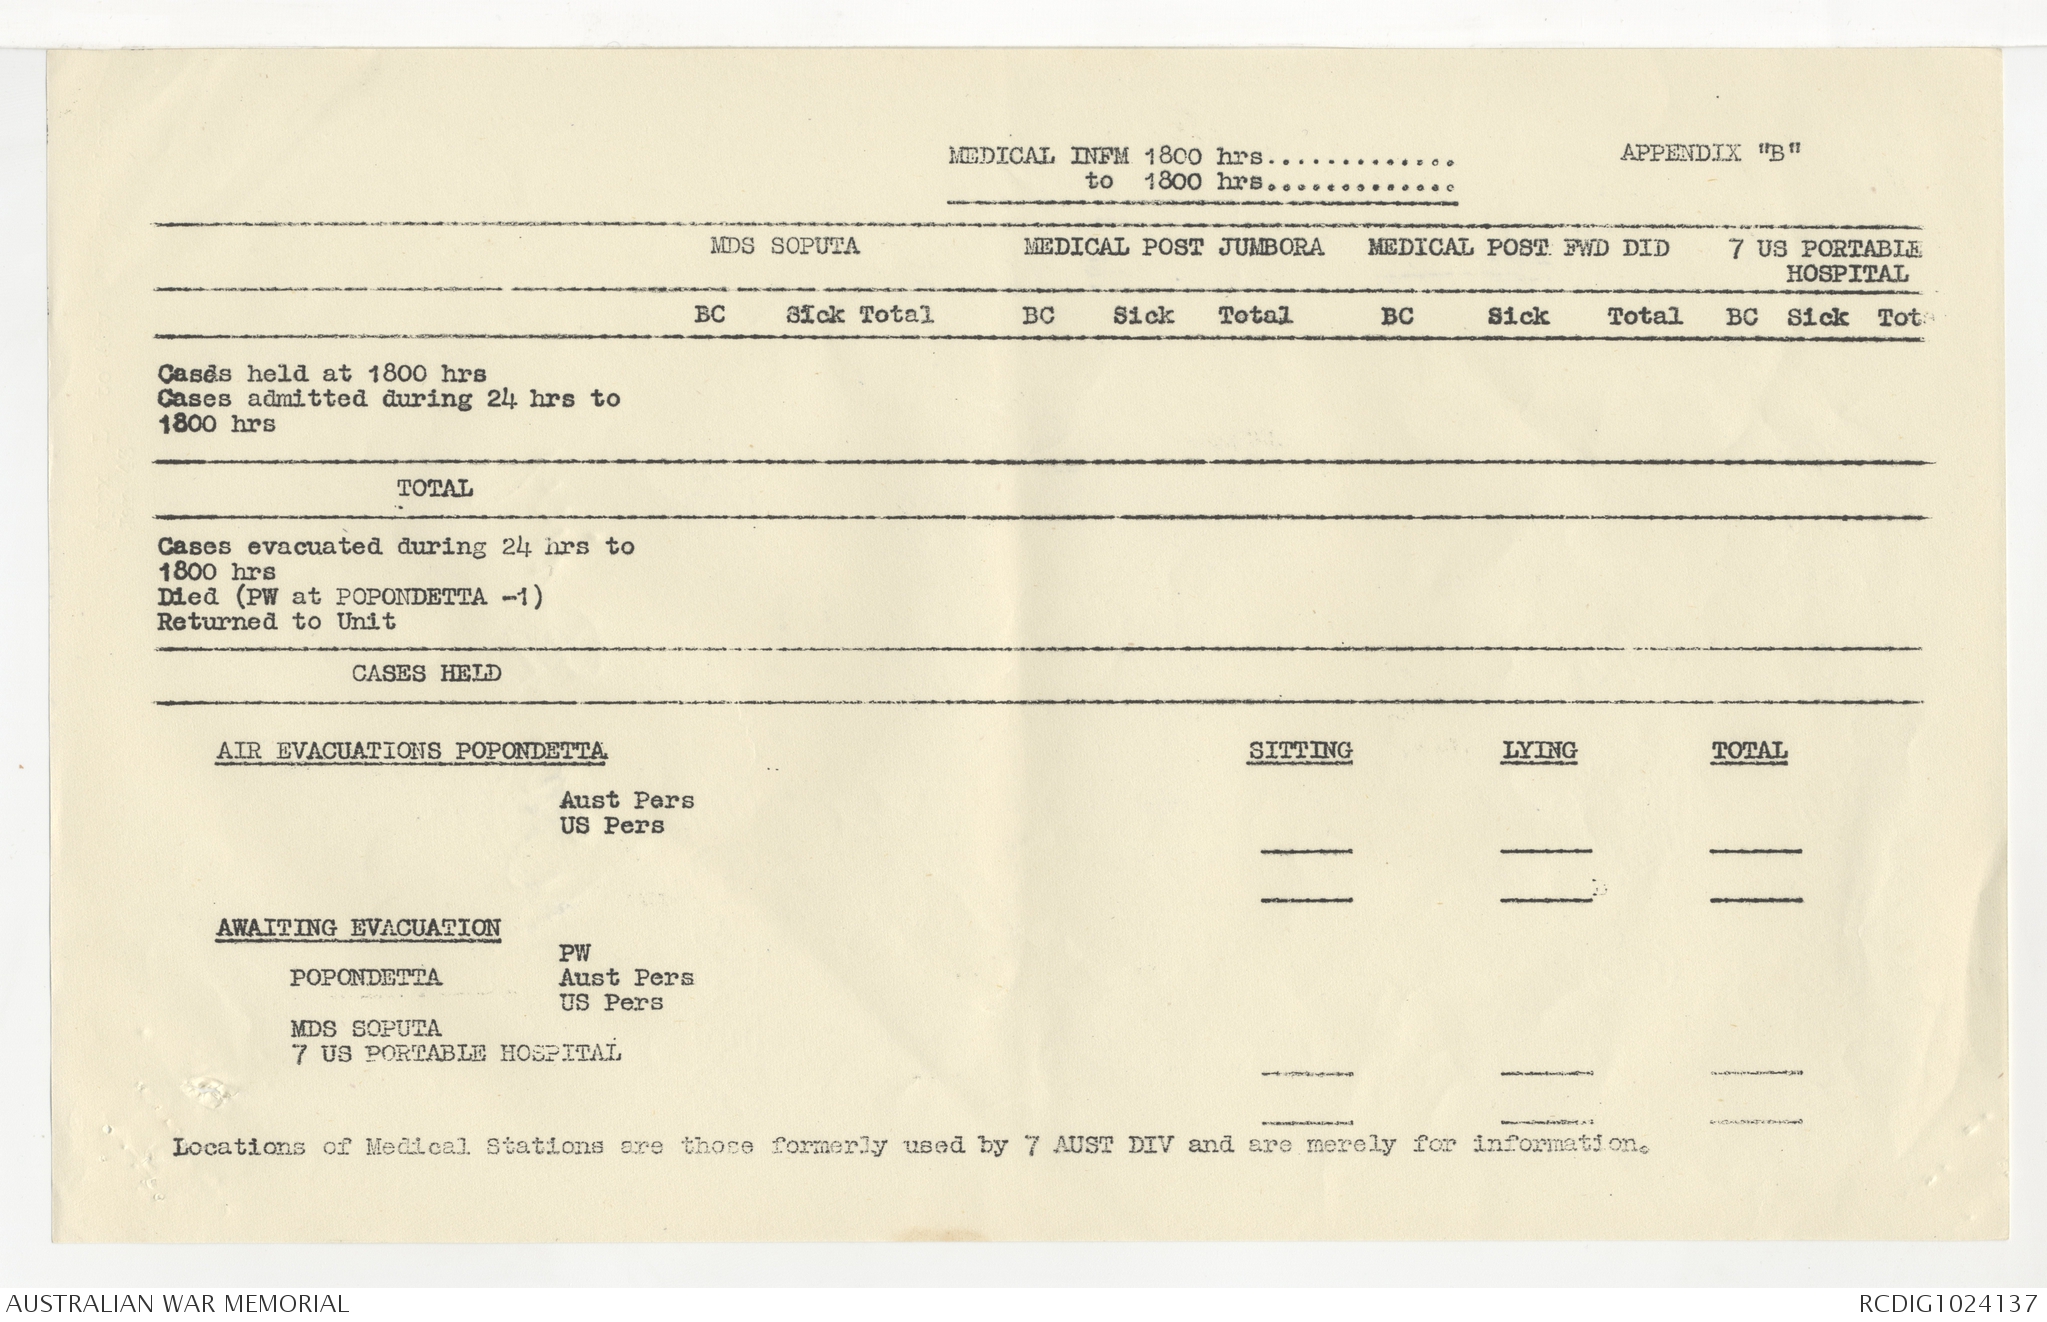 MEDICAL INFM 1800 hrs.............
APPENDIX "B"
to 1800 hrs.............
MDS SOPUTA MEDICAL POST JUMBORA MEDICAL POST FWD DID 7 US PORTABLE
HOSPITAL
BC Sick Total BC Sick Total BC Sick Total BC Sick Tot
Cases held at 1800 hrs
Cases admitted during 24 hrs to
1800 hrs
TOTAL
Cases evacuated during 24 hrs to
1800 hrs
Died (PW at POPONDETTA -1)
Returned to Unit
CASES HELD
AIR EVACUATIONS POPONDETTA SITTING LYING TOTAL
Aust Pers
US Pers
AWAITING EVACUATION
PW
POPONDETTA Aust Pers
US Pers
MDS SOPUTA
7 US PORTABLE HOSPITAL
Locations of Medical Stations are those formerly used by 7 AUST DIV and are merely for information.
AUSTRALIAN WAR MEMORIAL
RCDIG1024137